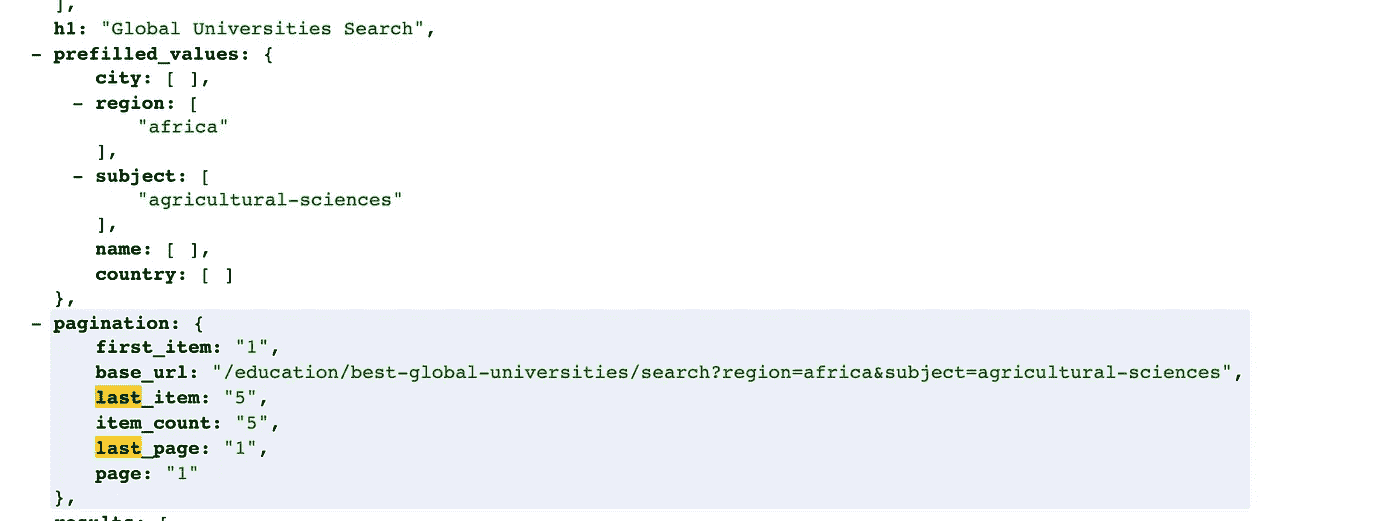 ],
h1: "Global Universities Search",
- prefilled_values: {
city: [ ],
- region: [
"africa"
],
- subject: [
"agricultural-sciences"
],
name: [ ],
country: [ ]
},
- pagination: {
first_item: "1",
base_url: "/education/best-global-universities/search?region=africa&subject=agricultural-sciences",
last_item: "5",
item_count: "5",
last_page: "1",
page: "1"
},
results: [